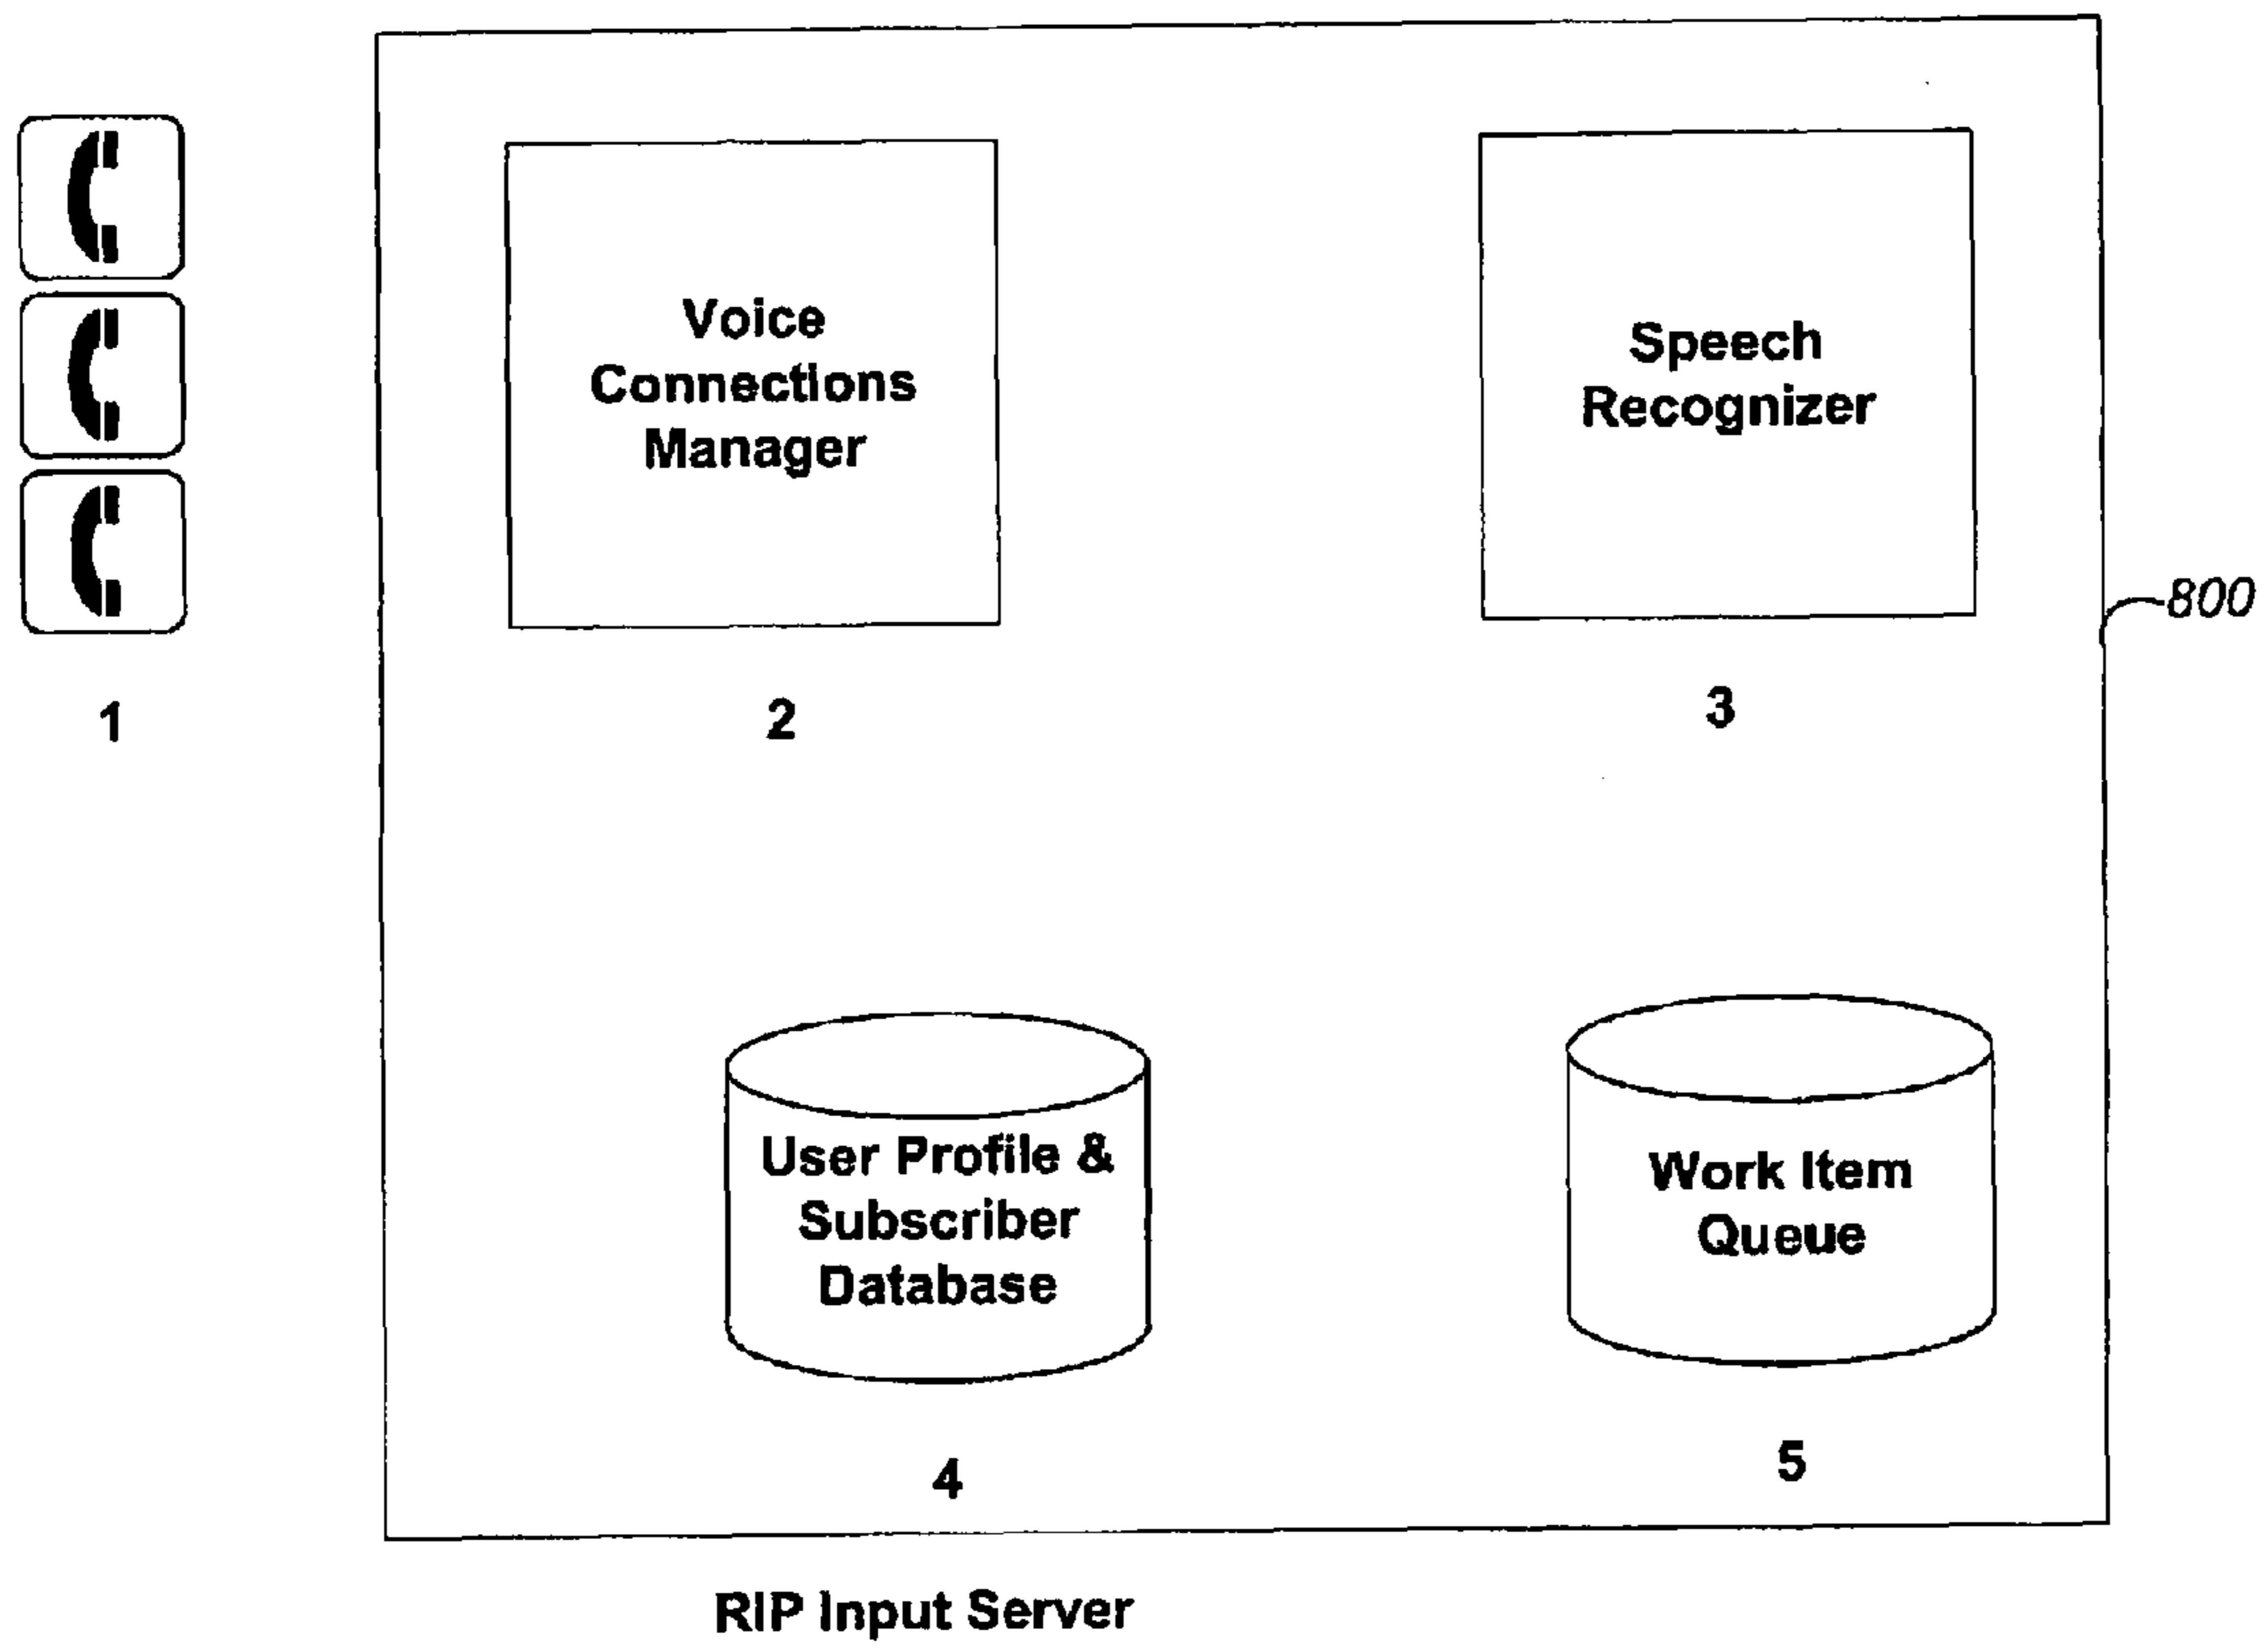 Voice
Connections
Manager
Speech
Recognizer
800
1
2
3
User Profile &
Subscriber
Database
Work Item
Queue
4
5
RIP Input Server